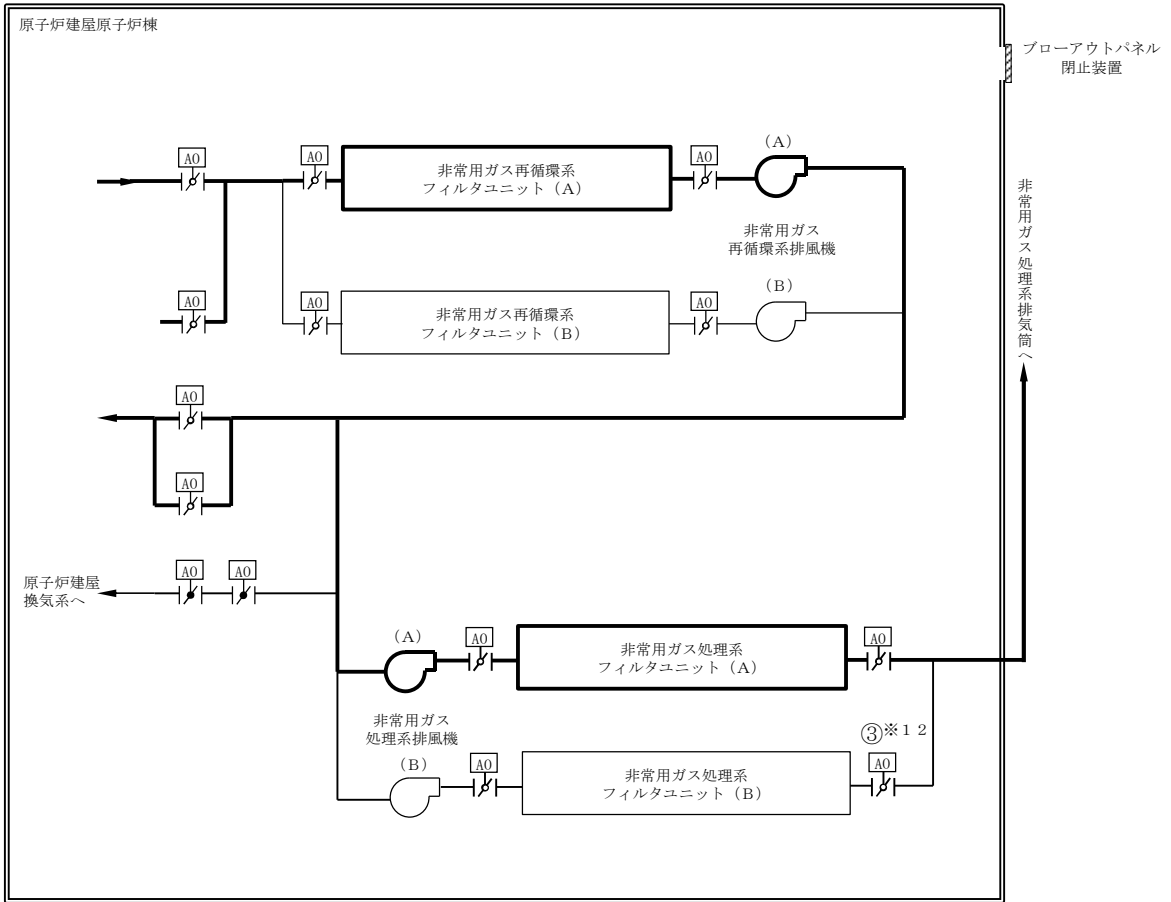 原子炉建屋原子炉棟
ブローアウトパネル
閉止装置
AO
AO
非常用ガス再循環系
フィルタユニット（A）
AO
（A）
非常用ガス
再循環系排風機
AO
AO
非常用ガス再循環系
フィルタユニット（B）
AO
（B）
非常用ガス処理系排気筒へ
AO
AO
原子炉建屋
換気系へ
AO
AO
（A）
AO
非常用ガス処理系
フィルタユニット（A）
AO
非常用ガス
処理系排風機
（B）
AO
非常用ガス処理系
フィルタユニット（B）
③※１２
AO